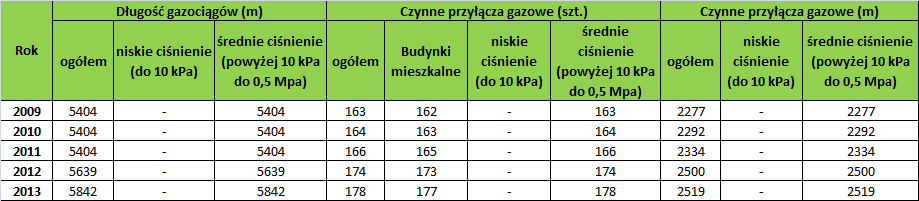 Rok Długość gazociągów (m) Czynne przyłącza gazowe (szt.) Czynne przyłącza gazowe (m)
ogółem niskie ciśnienie (do 10 kPa) średnie ciśnienie (powyżej 10 kPa do 0,5 Mpa) ogółem Budynki mieszkalne niskie ciśnienie (do 10 kPa) średnie ciśnienie (powyżej 10 kPa do 0,5 Mpa) ogółem niskie ciśnienie (do 10 kPa) średnie ciśnienie (powyżej 10 kPa do 0,5 Mpa)
2009 5404 - 5404 163 162 - 163 2277 - 2277
2010 5404 - 5404 164 163 - 164 2292 - 2292
2011 5404 - 5404 166 165 - 166 2334 - 2334
2012 5639 - 5639 174 173 - 174 2500 - 2500
2013 5842 - 5842 178 177 - 178 2519 - 2519